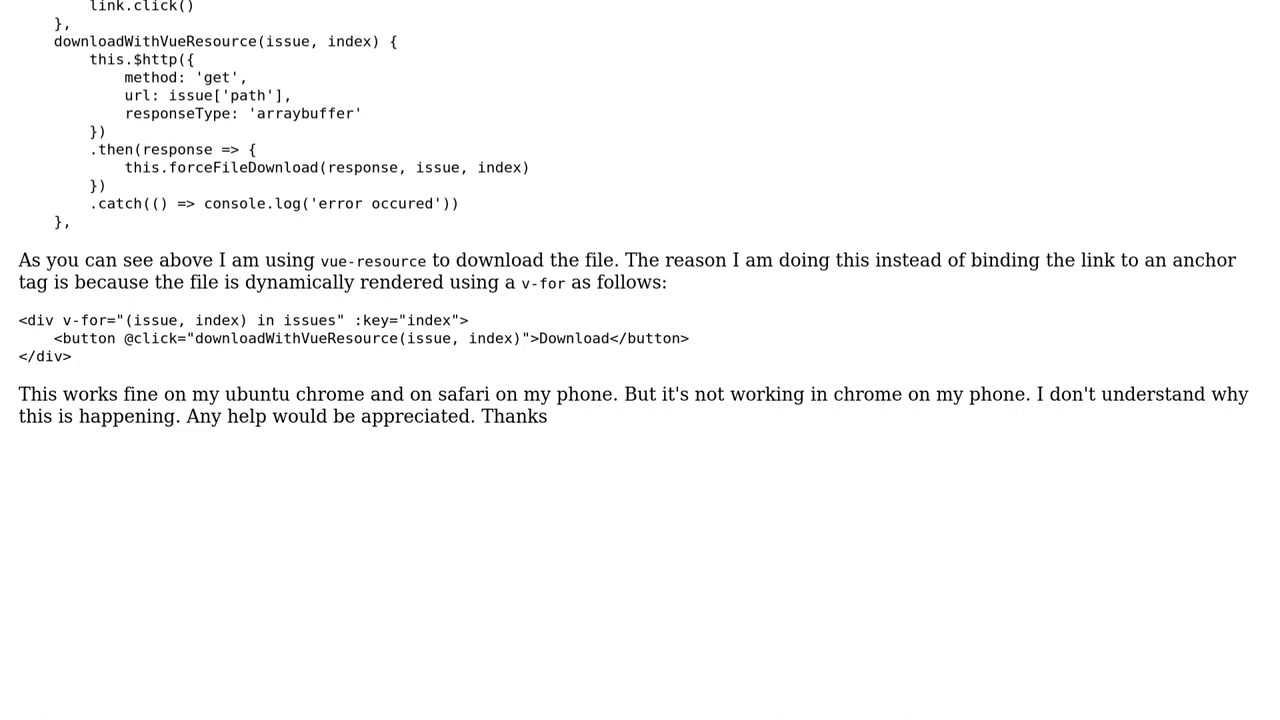 link.click()
    },
    downloadWithVueResource(issue, index) {
        this.$http({
            method: 'get',
            url: issue['path'],
            responseType: 'arraybuffer'
        })
        .then(response => {
            this.forceFileDownload(response, issue, index)
        })
        .catch(() => console.log('error occured'))
    },
As you can see above I am using vue-resource to download the file. The reason I am doing this instead of binding the link to an anchor
tag is because the file is dynamically rendered using a v-for as follows:
<div v-for="(issue, index) in issues" :key="index">
    <button @click="downloadWithVueResource(issue, index)">Download</button>
</div>
This works fine on my ubuntu chrome and on safari on my phone. But it's not working in chrome on my phone. I don't understand why
this is happening. Any help would be appreciated. Thanks